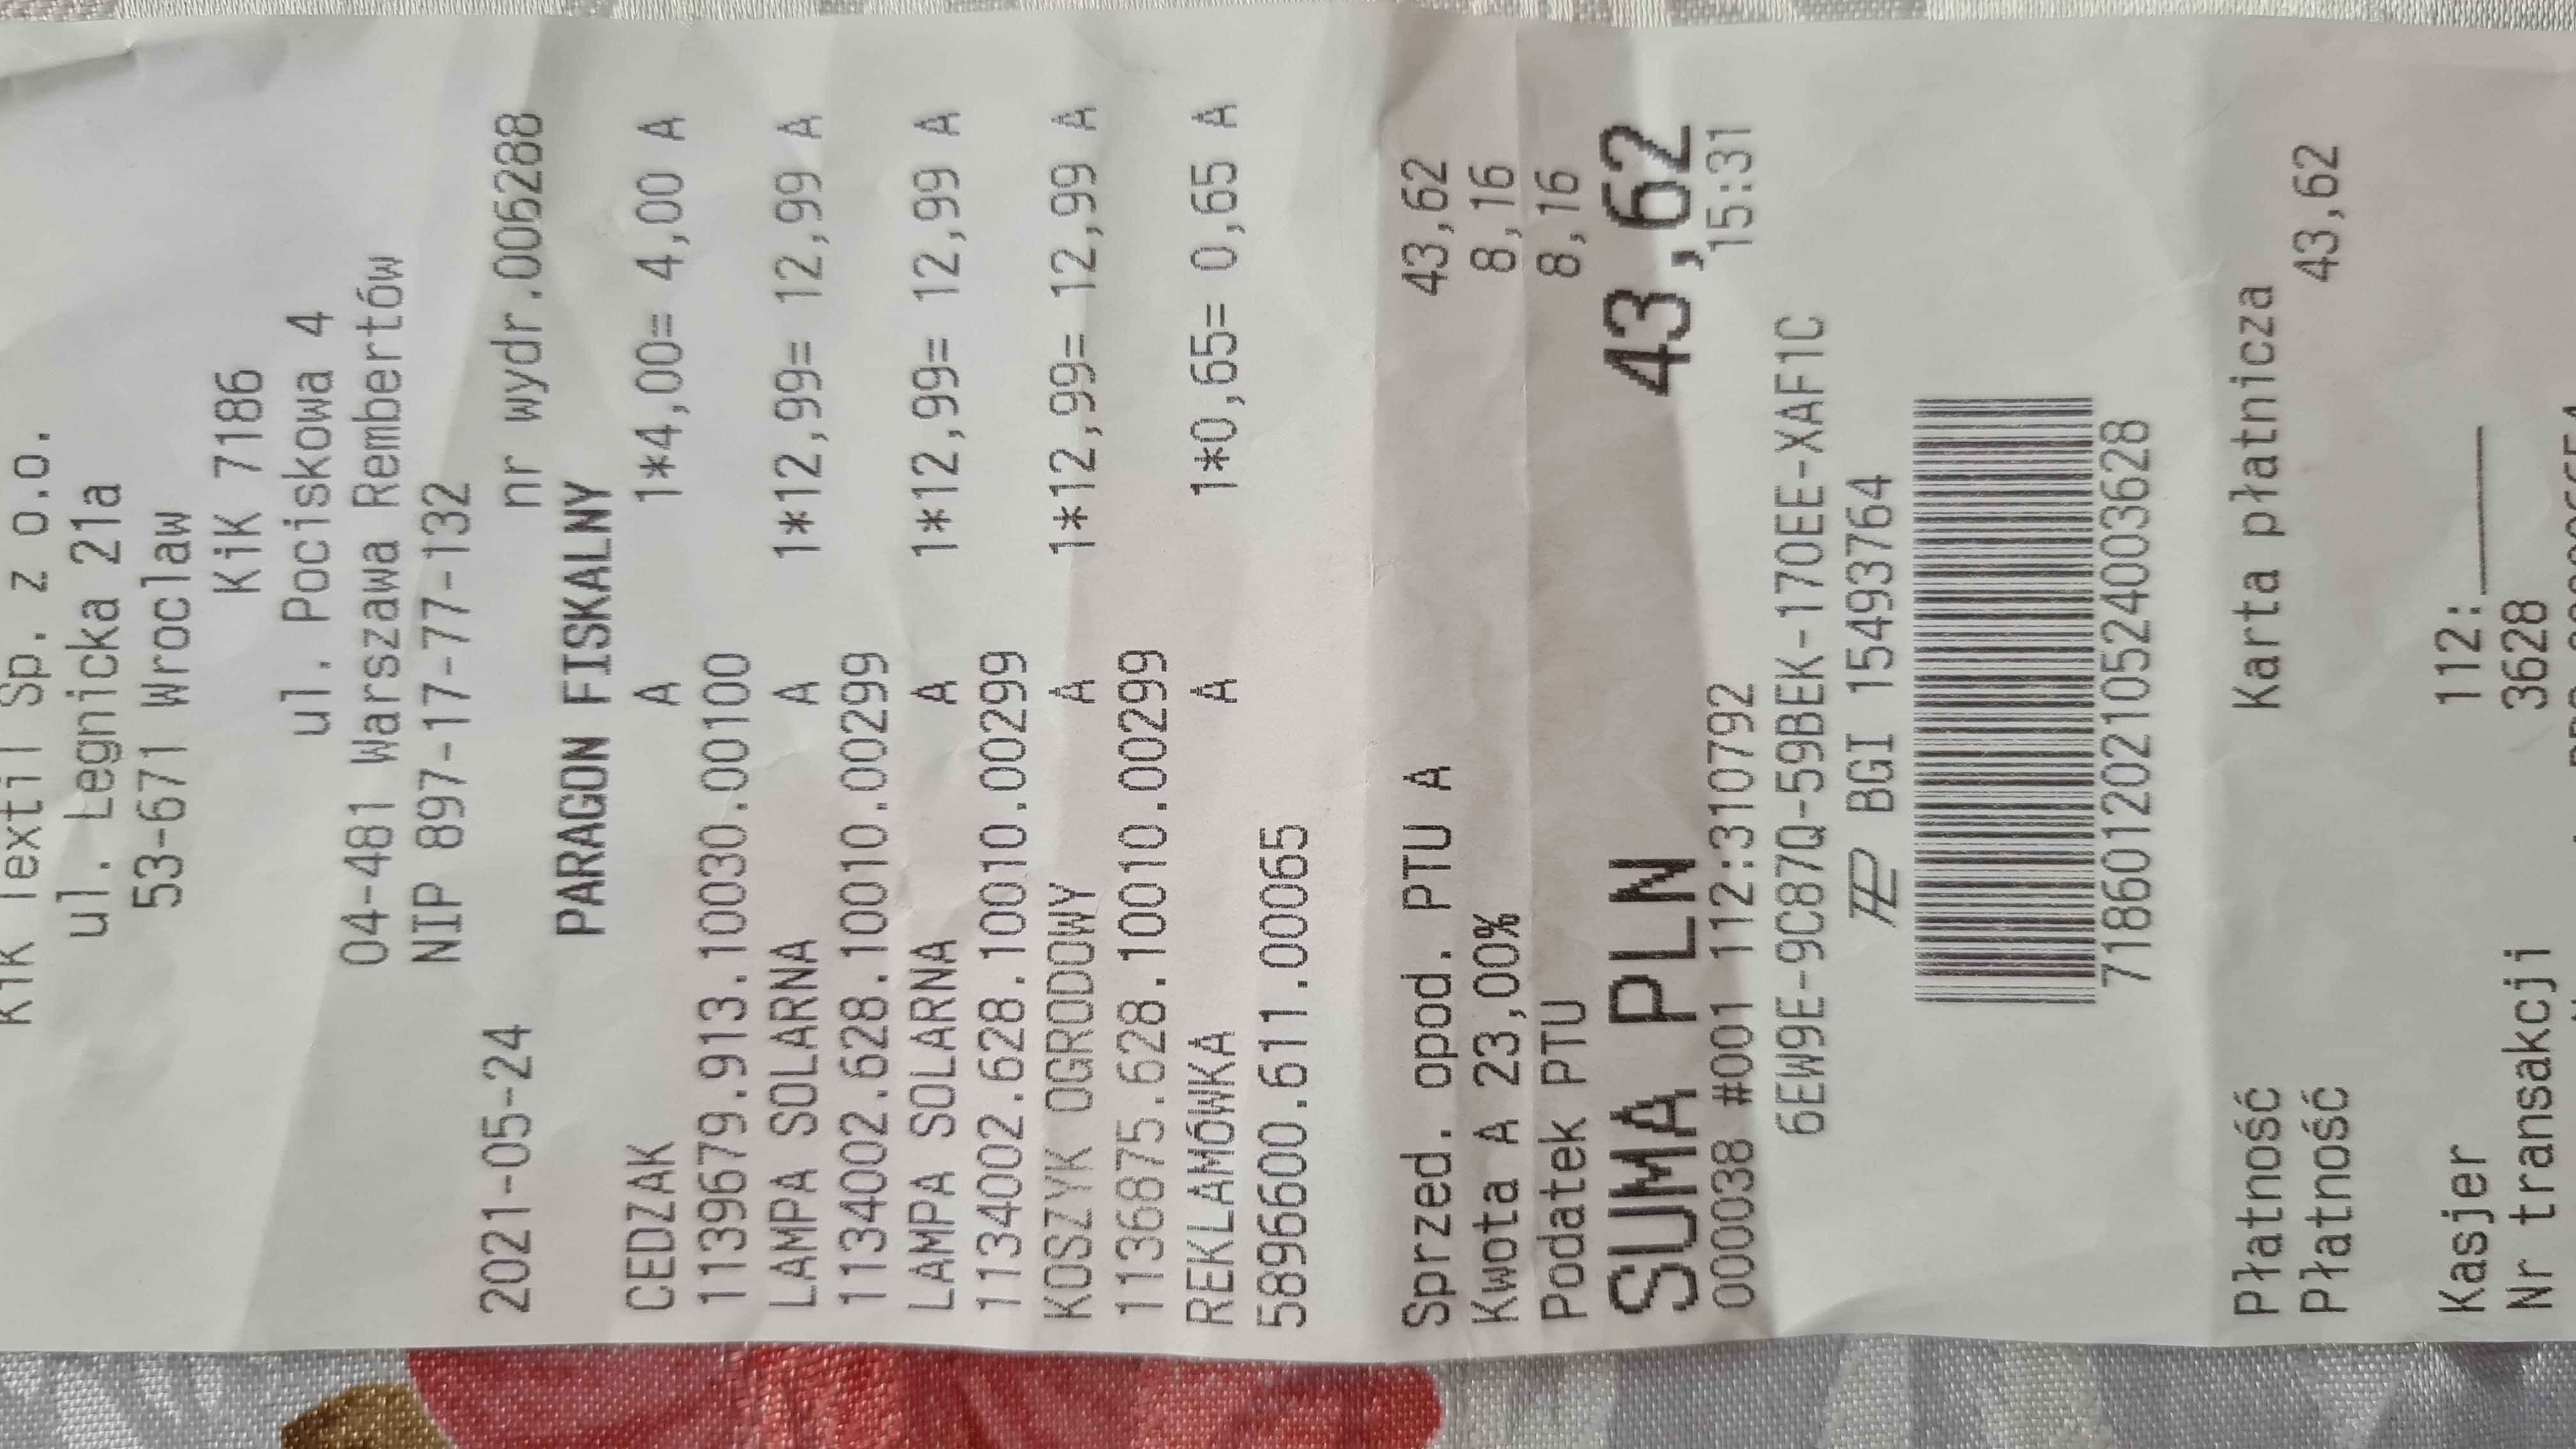 KiK Textil Sp. z o.o.
ul. Legnicka 21a
53-671 Wroclaw
KiK 7186
ul. Pociskowa 4
04-481 Warszawa Rembertów
NIP 897-17-77-132
2021-05-24 nr wydr.006288
PARAGON FISKALNY
CEDZAK A 1*4,00= 4,00 A
1139679.913.10030.00100
LAMPA SOLARNA A 1*12,99= 12,99 A
1134002.628.10010.00299
LAMPA SOLARNA A 1*12,99= 12,99 A
1134002.628.10010.00299
KOSZYK OGRODOWY A 1*12,99= 12,99 A
1136875.628.10010.00299
REKLAMÓWKA A 1*0,65= 0,65 A
5896600.611.00065
Sprzed. opod. PTU A 43,62
Kwota A 23,00% 8,16
Podatek PTU 8,16
SUMA PLN 43,62
000038 #001 112:310792 15:31
6EW9E-9C87Q-59BEK-170EE-XAF1C
BGI 15493764
718601202105240003628
Płatność Karta płatnicza
Płatność 43,62
Kasjer 112:______
Nr transakcji 3628